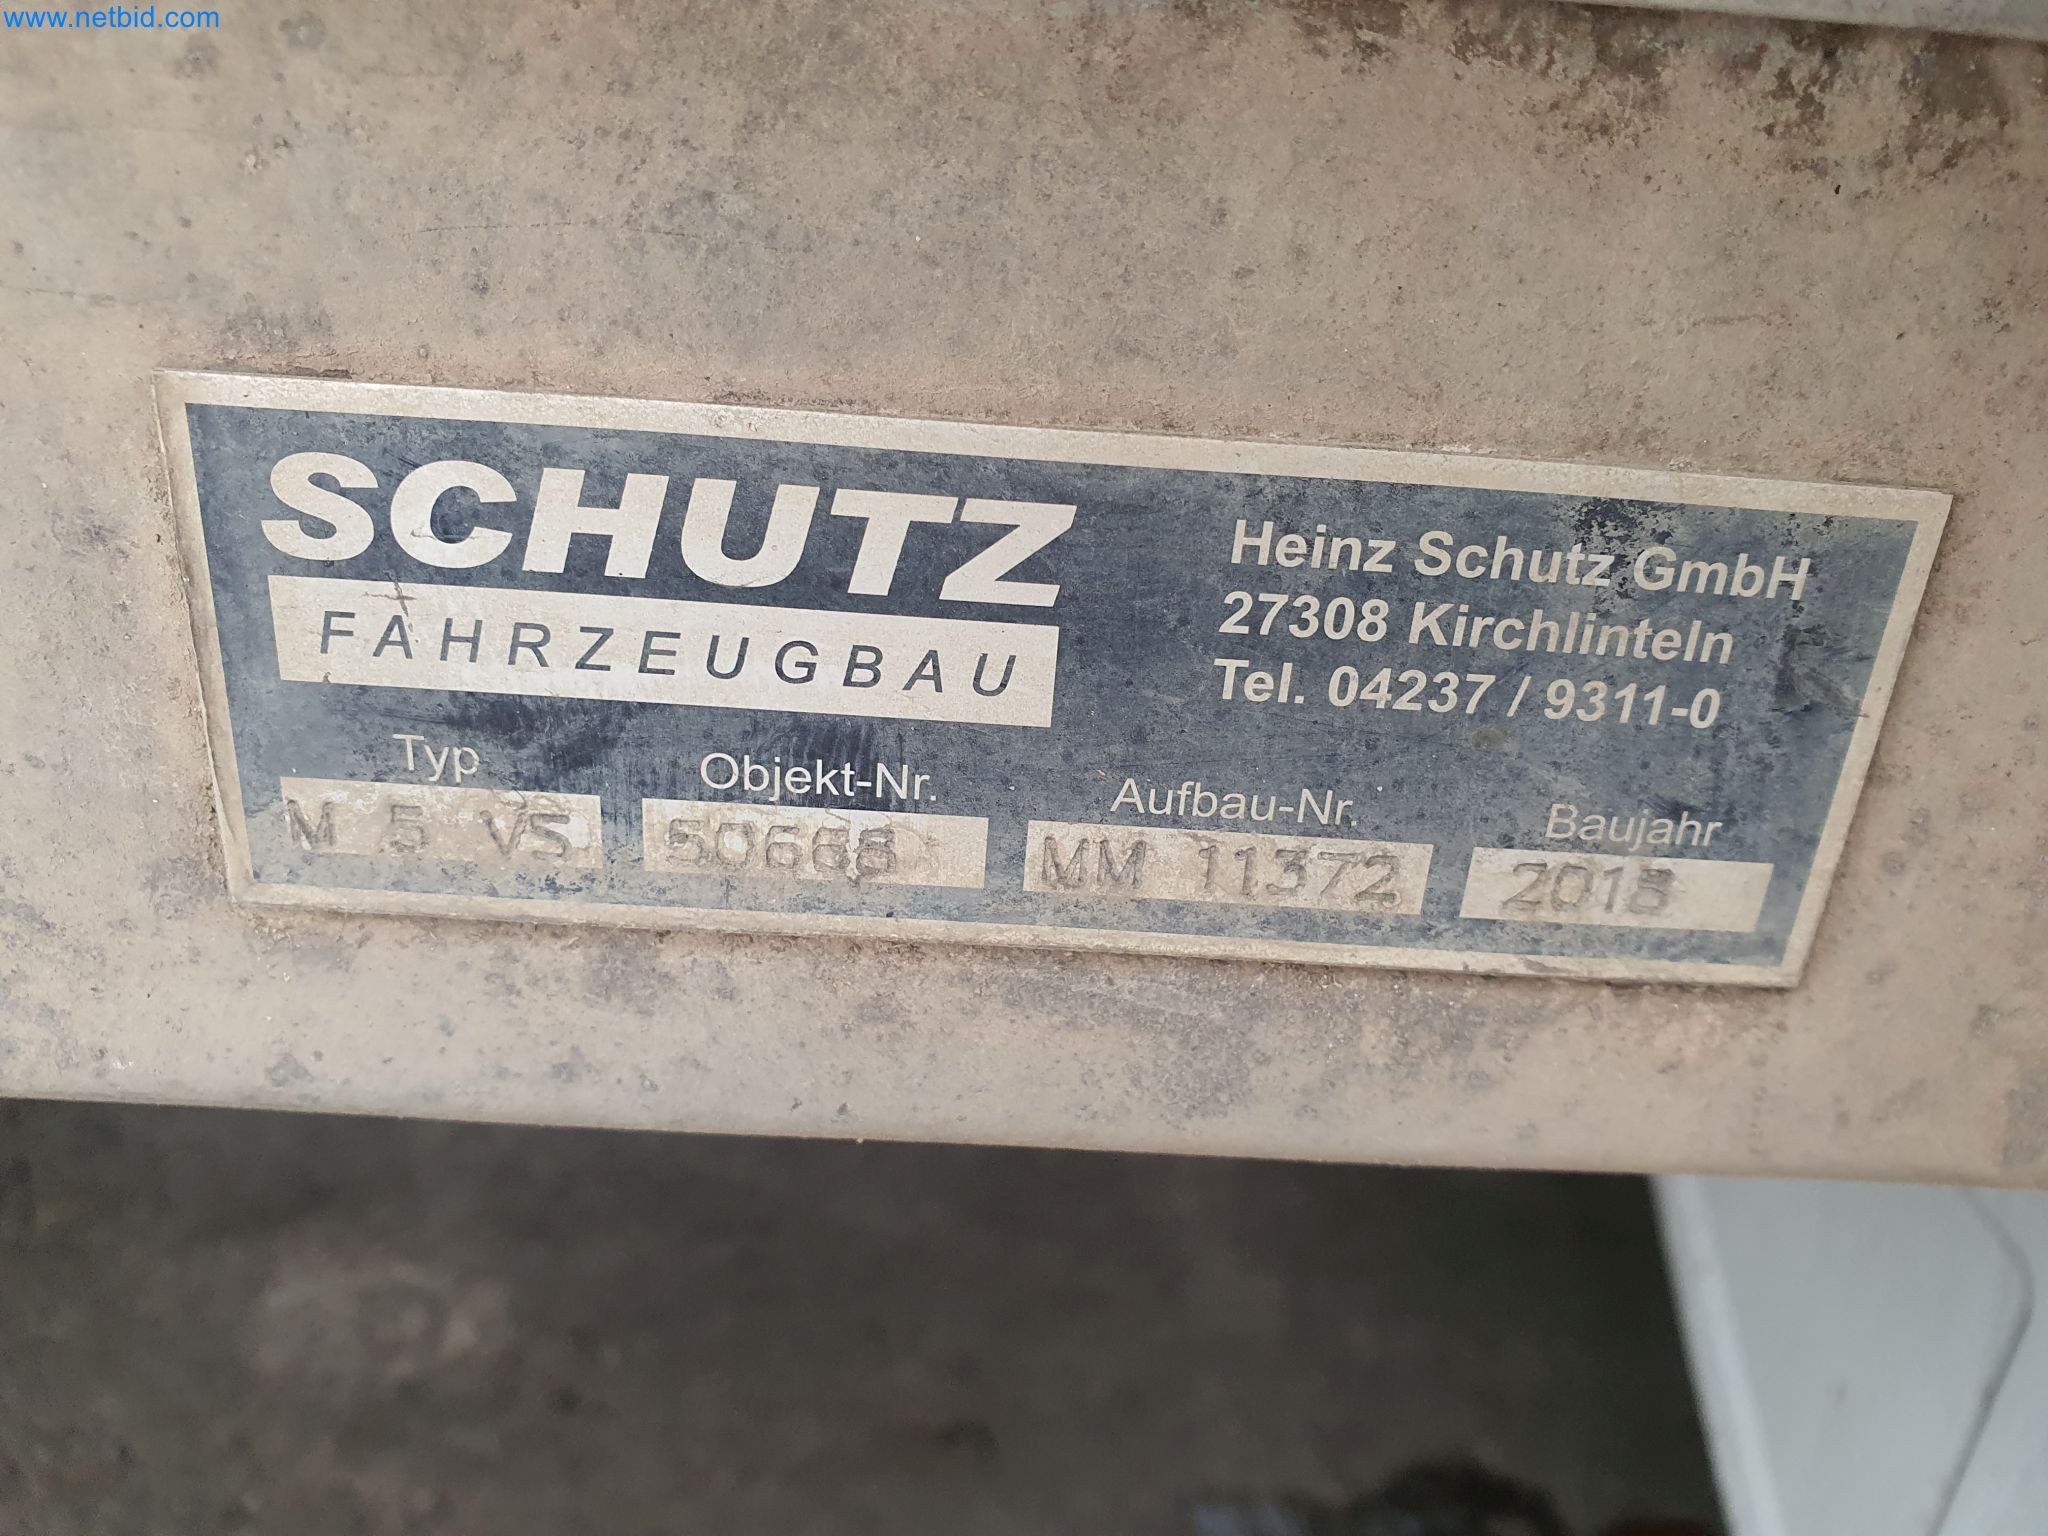 www.netbid.com
SCHUTZ
FAHRZEUGBAU
Heinz Schutz GmbH
27308 Kirchlinteln
Tel. 04237 / 9311-0
Typ Objekt-Nr. Aufbau-Nr. Baujahr
M 5 VS MM 11372 2018